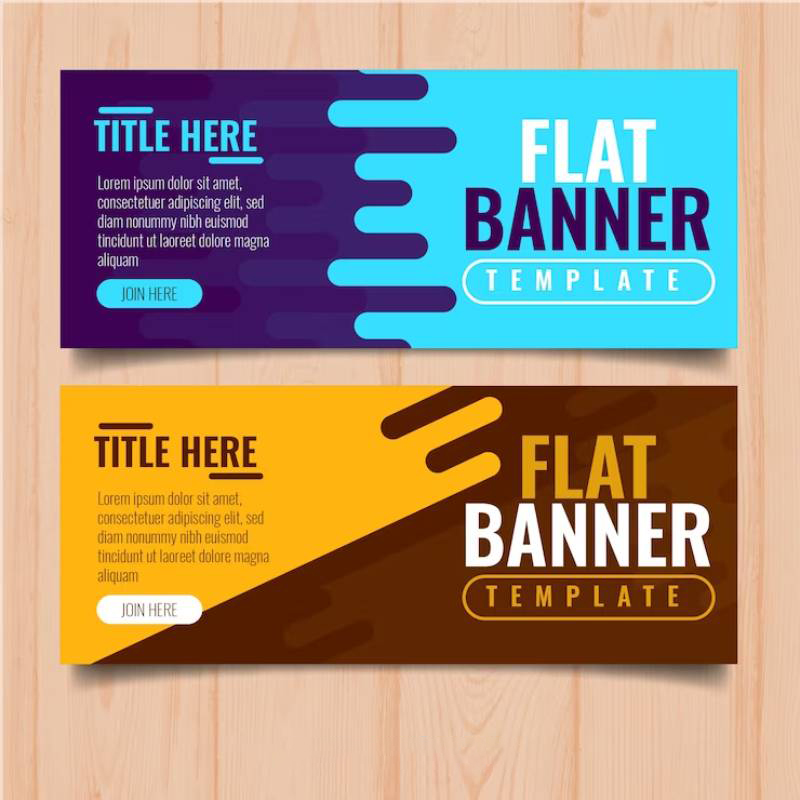 TITLE HERE
Lorem ipsum dolor sit amet,
consectetuer adipiscing elit, sed
diam nonummy nibh euismod
tincidunt ut laoreet dolore magna
aliquam
JOIN HERE
FLAT
BANNER
TEMPLATE
TITLE HERE
Lorem ipsum dolor sit amet,
consectetuer adipiscing elit, sed
diam nonummy nibh euismod
tincidunt ut laoreet dolore magna
aliquam
JOIN HERE
FLAT
BANNER
TEMPLATE